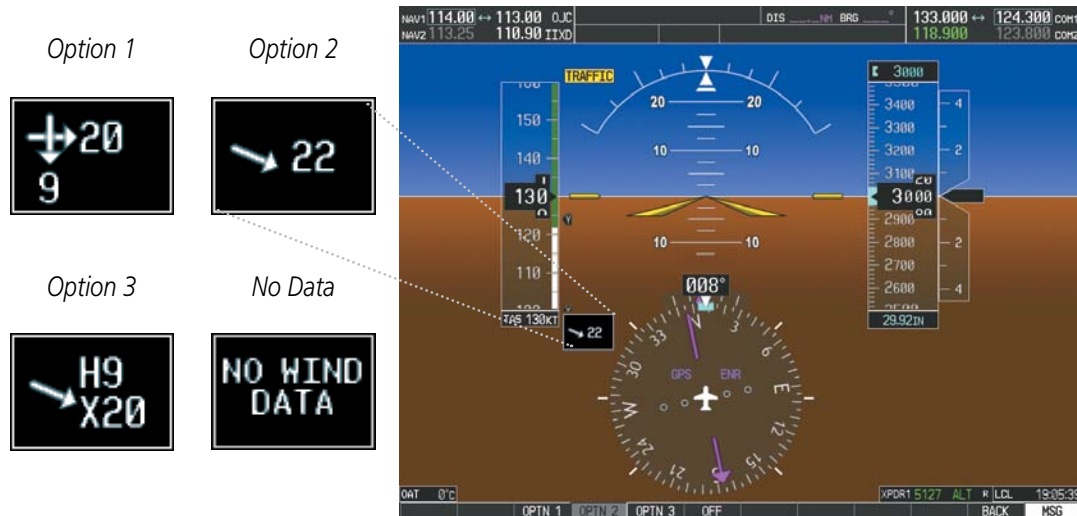 Option 1
Option 2
20
9
22
Option 3
No Data
H9
X20
NO WIND
DATA
NAV1 114.00 ↔ 113.00 OJC
NAV2 113.25 110.90 IIXD
DIS __._NM BRG ___°
133.000 ↔ 124.300 COM1
118.900 123.800 COM2
TRAFFIC
150
140
130
120
110
TAS 130KT
Y
20 20
10 10
10 10
3000
3400
3300
3200
3100
20
3000
2900
2800
2700
2600
29.92IN
4
2
2
4
008°
22
N 3 6 E 12 15 S 21 24 W 30 33
GPS ENR
OAT 0°C
XPDR1 5127 ALT R LCL 19:05:39
OPTN 1 OPTN 2 OPTN 3 OFF BACK MSG